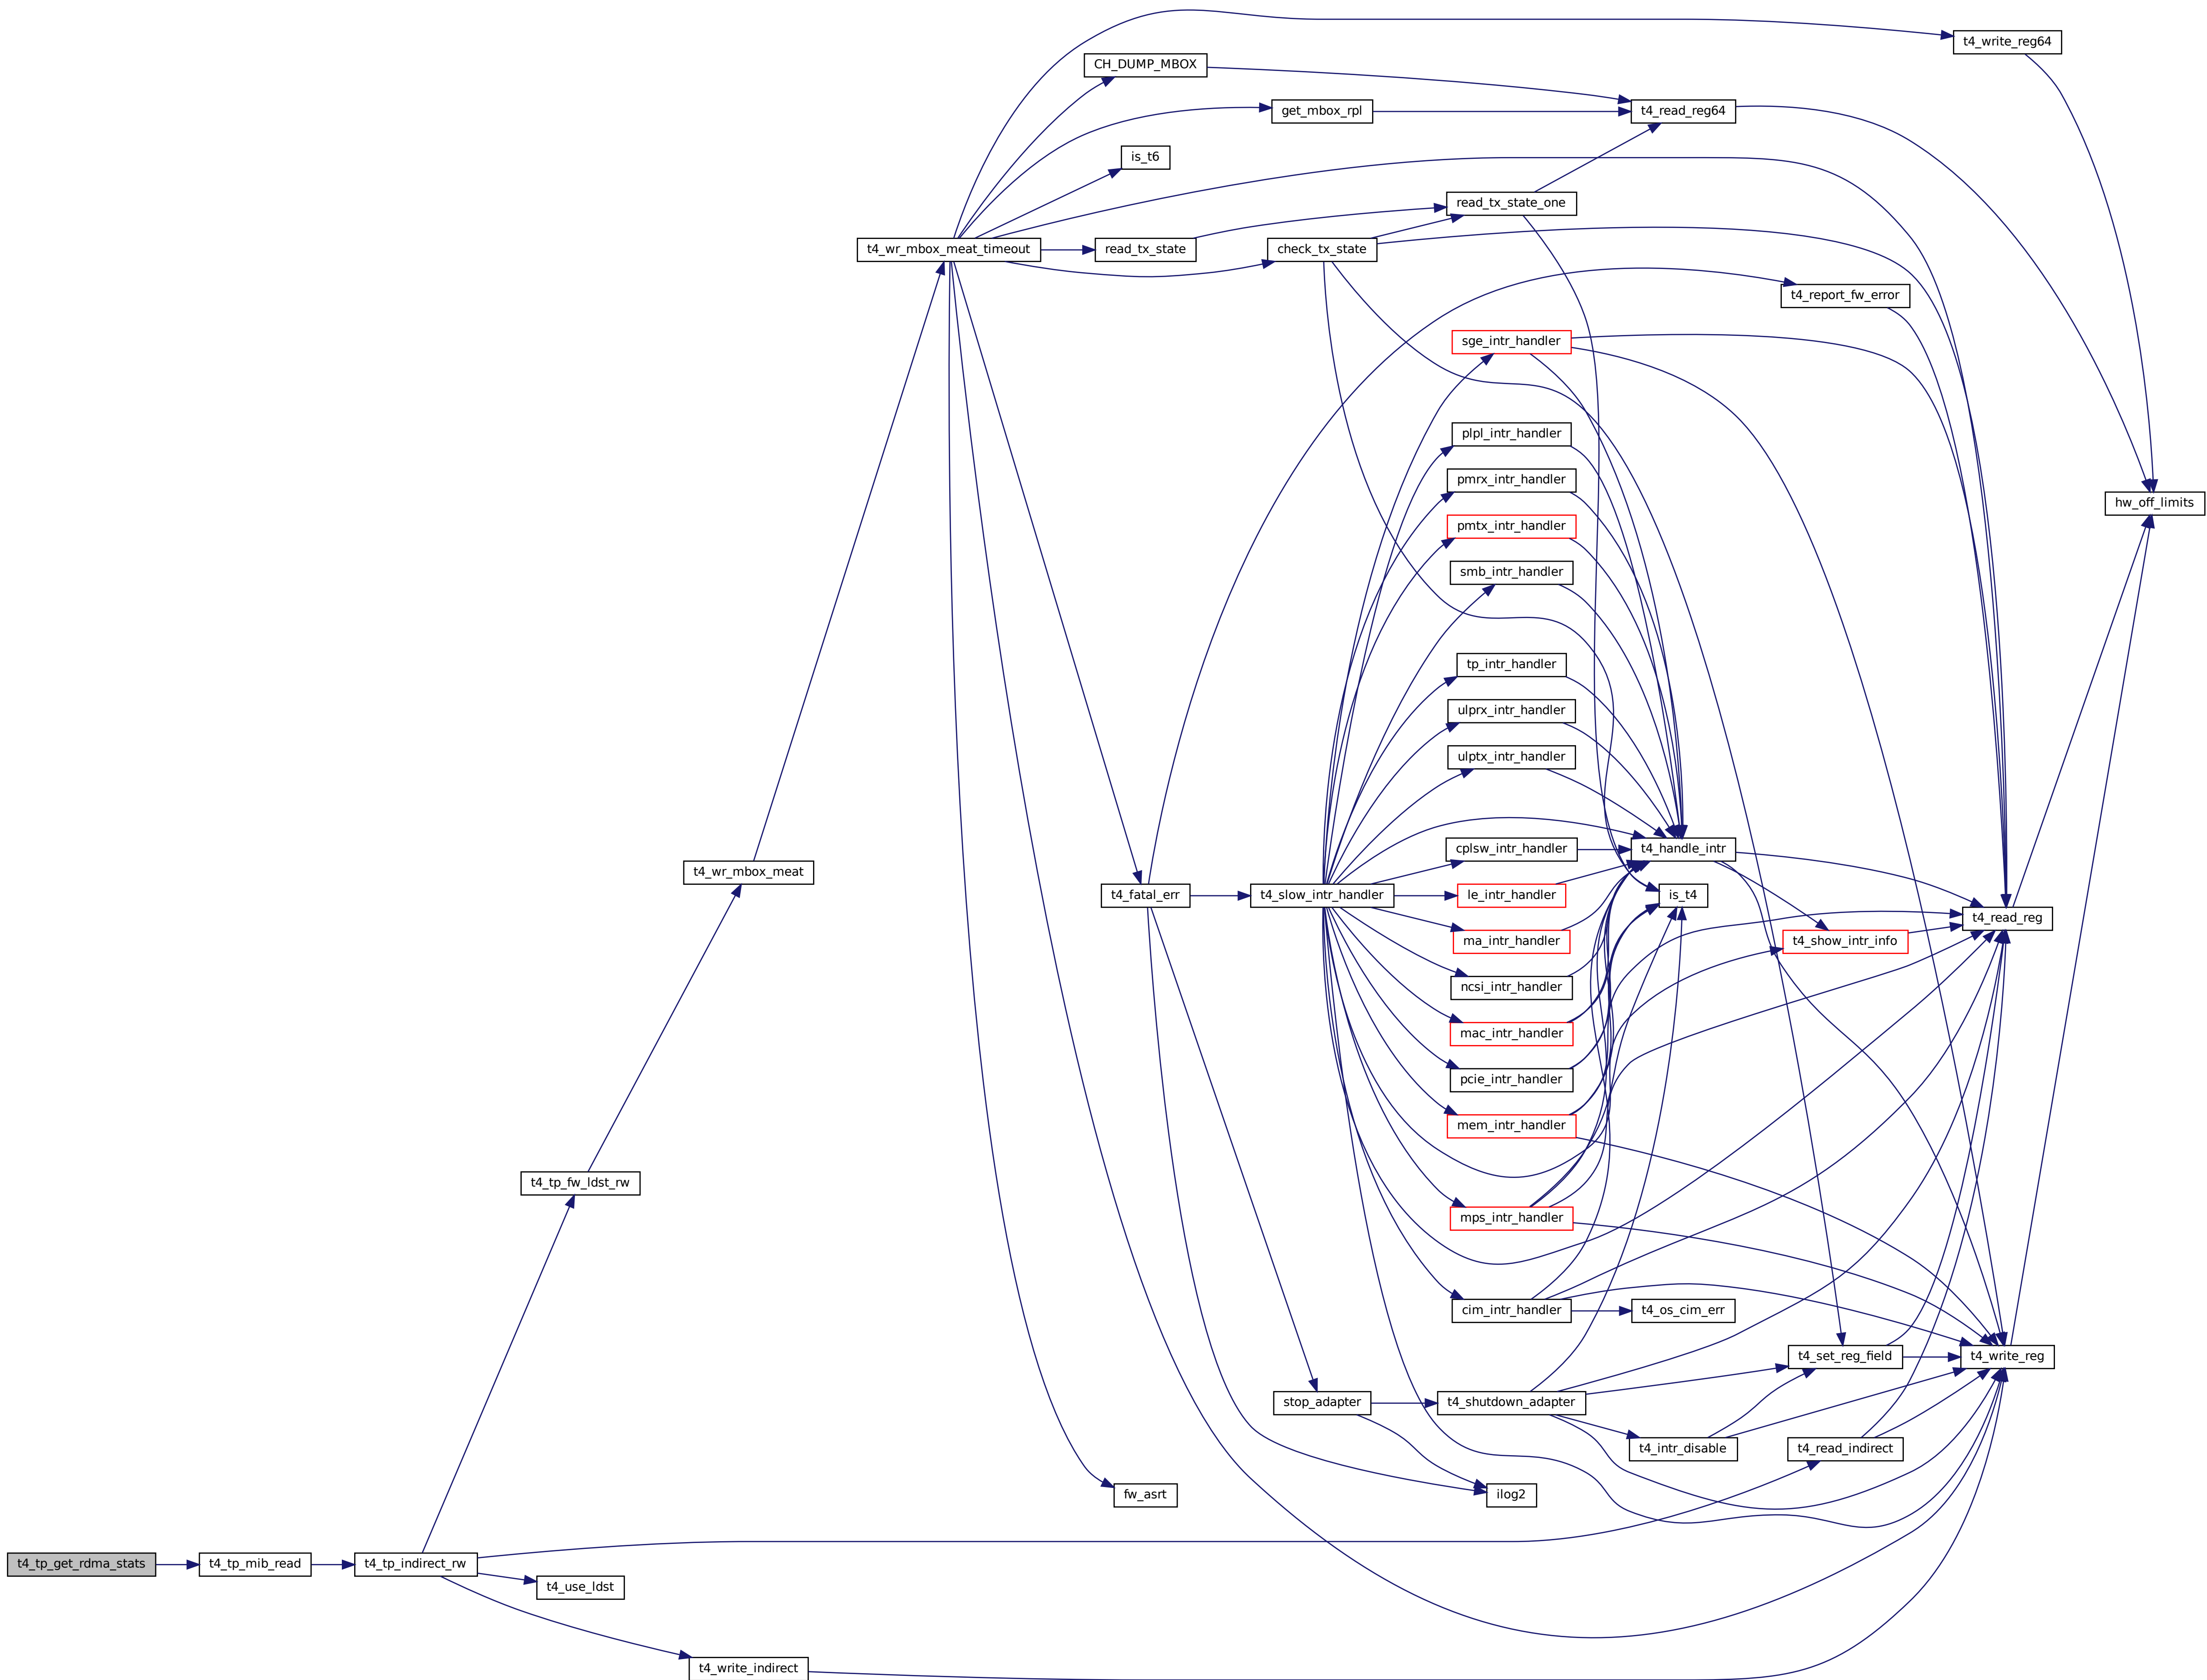 t4_write_reg64
CH_DUMP_MBOX
get_mbox_rpl
t4_read_reg64
is_t6
read_tx_state_one
t4_wr_mbox_meat_timeout
read_tx_state
check_tx_state
t4_report_fw_error
sge_intr_handler
plpl_intr_handler
pmrx_intr_handler
hw_off_limits
pmtx_intr_handler
smb_intr_handler
tp_intr_handler
ulprx_intr_handler
ulptx_intr_handler
cplsw_intr_handler
t4_handle_intr
t4_wr_mbox_meat
t4_fatal_err
t4_slow_intr_handler
le_intr_handler
is_t4
t4_read_reg
ma_intr_handler
t4_show_intr_info
ncsi_intr_handler
mac_intr_handler
pcie_intr_handler
mem_intr_handler
t4_tp_fw_ldst_rw
mps_intr_handler
cim_intr_handler
t4_os_cim_err
t4_set_reg_field
t4_write_reg
stop_adapter
t4_shutdown_adapter
t4_intr_disable
t4_read_indirect
fw_asrt
ilog2
t4_tp_get_rdma_stats
t4_tp_mib_read
t4_tp_indirect_rw
t4_use_ldst
t4_write_indirect